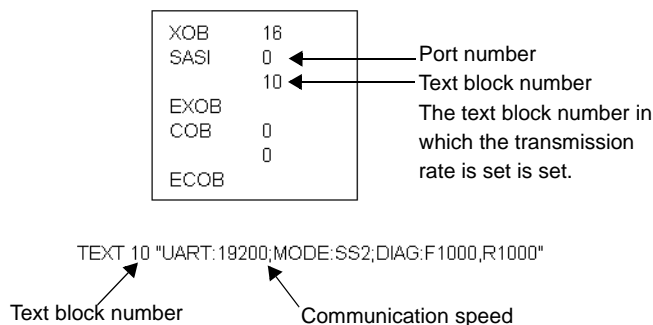 XOB 16
SASI 0
10
EXOB
COB 0
0
ECOB
Port number
Text block number
The text block number in
which the transmission
rate is set is set.
TEXT 10 "UART:19200;MODE:SS2;DIAG:F1000,R1000"
Text block number
Communication speed